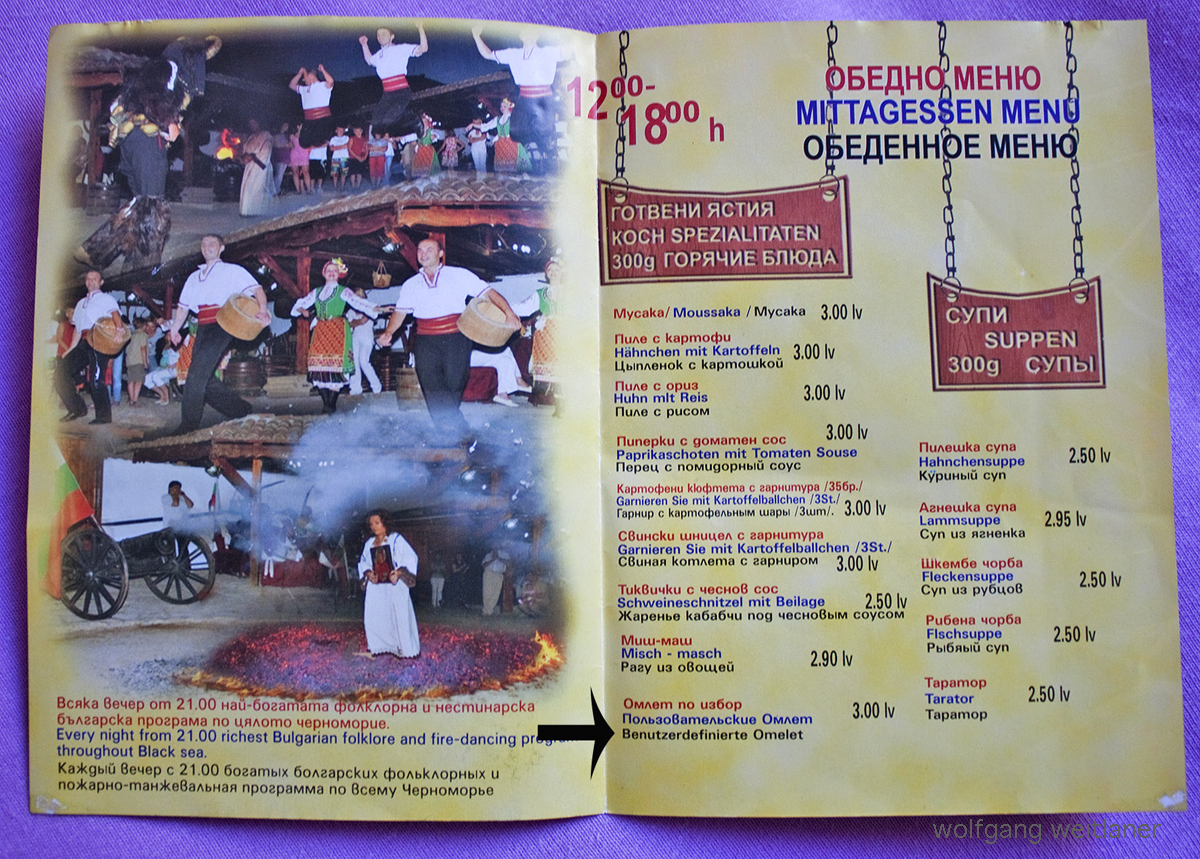 Всяка вечер от 21.00 най-богатата фолклорна и нестинарска
българска програма по цялото черноморие.
Every night from 21.00 richest Bulgarian folklore and fire-dancing
throughout Black sea.
Каждый вечер с 21.00 богатых болгарских фольклорных и
пожарно-танжевальная программа по всему Черноморье
12⁰⁰-
18⁰⁰ h
ОБЕДНО МЕНЮ
MITTAGESSEN MENU
ОБЕДЕННОЕ МЕНЮ
ГОТВЕНИ ЯСТИЯ
KOCH SPEZIALITATEN
300g ГОРЯЧИЕ БЛЮДА
Мусака/ Moussaka / Мусака 3.00 lv
Пиле с картофи
Hähnchen mit Kartoffeln 3.00 lv
Цыпленок с картошкой
Пиле с ориз
Huhn mIt Reis 3.00 lv
Пиле с рисом
Пиперки с доматен сос 3.00 lv
Paprikaschoten mit Tomaten Souse
Перец с помидорный соус
Картофени кюфтета с гарнитура /35бр./
Garnieren Sie mit Kartoffelballchen /3St./
Гарнир с картофельным шары /3шт/. 3.00 lv
Свински шницел с гарнитура
Garnieren Sie mit Kartoffelballchen /3St./
Свиная котлета с гарниром 3.00 lv
Тиквички с чеснов сос
Schweineschnitzel mit Beilage 2.50 lv
Жаренье кабабчи под чесновым соусом
Миш-маш
Misch - masch 2.90 lv
Рагу из овощей
Омлет по избор
Пользовательские Омлет 3.00 lv
Benutzerdefinierte Omelet
СУПИ
SUPPEN
300g СУПЫ
Пилешка супа
Hahnchensuppe 2.50 lv
Кўриный суп
Агнешка супа
Lammsuppe 2.95 lv
Суп из ягненка
Шкембе чорба
Fleckensuppe 2.50 lv
Суп из рубцов
Рибена чорба
FIschsuppe 2.50 lv
Рыбяый суп
Таратор
Tarator 2.50 lv
Таратор
wolfgang weitlaner